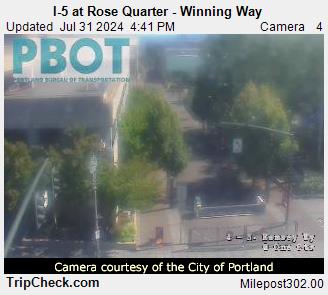 I-5 at Rose Quarter - Winning Way
Updated Jul 31 2024 4:41 PM Camera 4
PBOT
PORTLAND BUREAU OF TRANSPORTATION
Camera courtesy of the City of Portland
TripCheck.com Milepost302.00